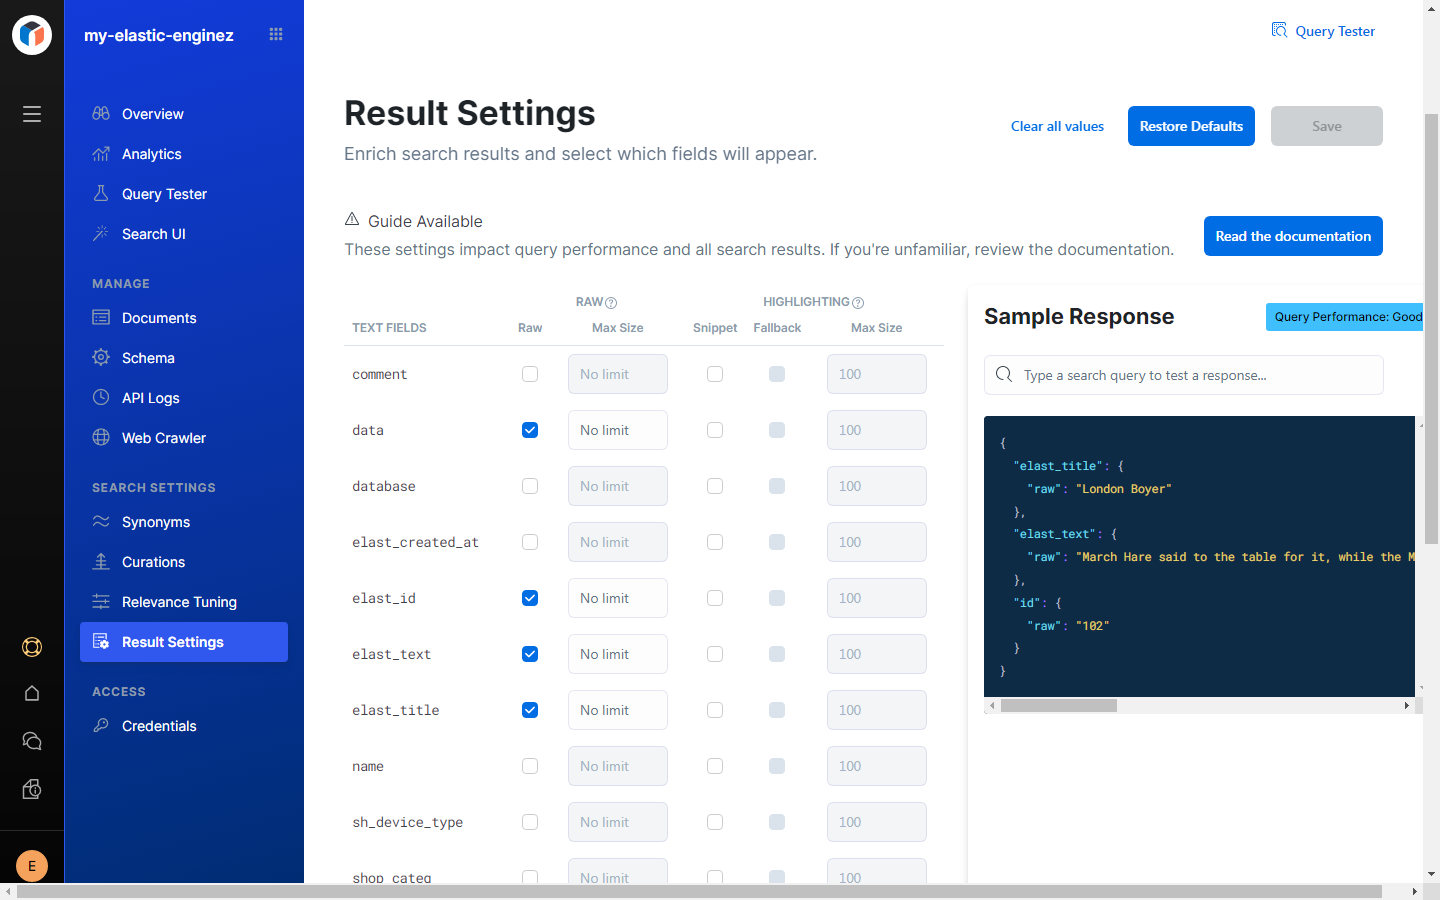 my-elastic-enginez
Query Tester
Overview
Analytics
Query Tester
Search UI
MANAGE
Documents
Schema
API Logs
Web Crawler
SEARCH SETTINGS
Synonyms
Curations
Relevance Tuning
Result Settings
ACCESS
Credentials
E
Result Settings
Enrich search results and select which fields will appear.
Clear all values
Restore Defaults
Save
Guide Available
These settings impact query performance and all search results. If you're unfamiliar, review the documentation.
Read the documentation
RAW HIGHLIGHTING
TEXT FIELDS Raw Max Size Snippet Fallback Max Size
comment No limit 100
data No limit 100
database No limit 100
elast_created_at No limit 100
elast_id No limit 100
elast_text No limit 100
elast_title No limit 100
name No limit 100
sh_device_type No limit 100
shop_categ No limit 100
Sample Response
Query Performance: Good
Type a search query to test a response...
{
"elast_title": {
"raw": "London Boyer"
},
"elast_text": {
"raw": "March Hare said to the table for it, while the M
},
"id": {
"raw": "102"
}
}